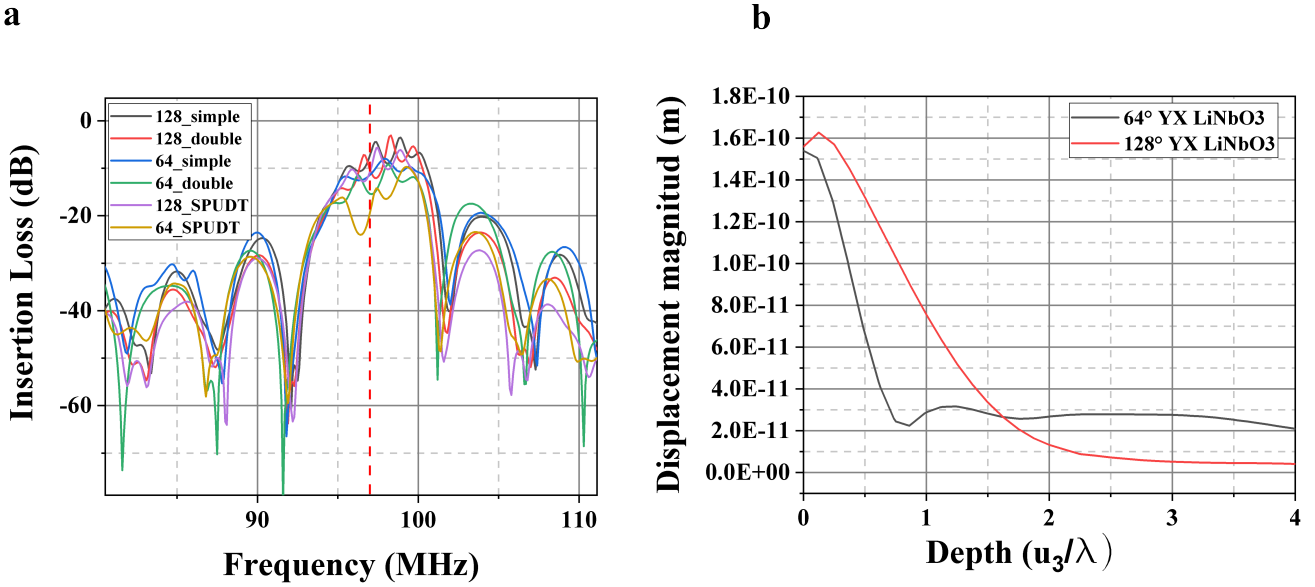 a
0
-20
-40
-60
90
100
110
Insertion Loss (dB)
Frequency (MHz)
128_simple
128_double
64_simple
64_double
128_SPUDT
64_SPUDT
b
1.8E-10
1.6E-10
1.4E-10
1.2E-10
1.0E-10
8.0E-11
6.0E-11
4.0E-11
2.0E-11
0.0E+00
0
1
2
3
4
Displacement magnitud (m)
Depth (u₃/λ)
64° YX LiNbO3
128° YX LiNbO3